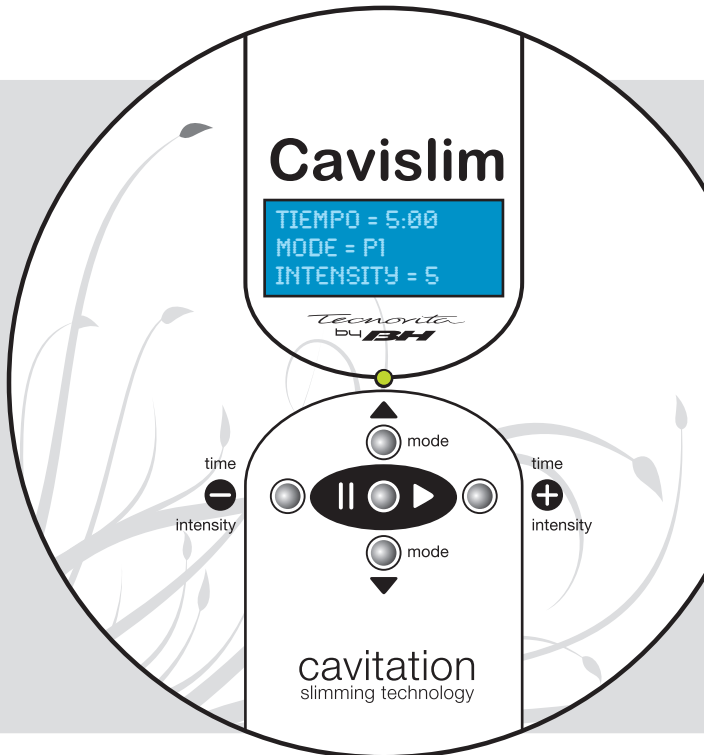 Cavislim
TIEMPO = 5:00
MODE = P1
INTENSITY = 5
Tecnovita
by BH
mode
time
intensity
time
intensity
mode
cavitation
slimming technology